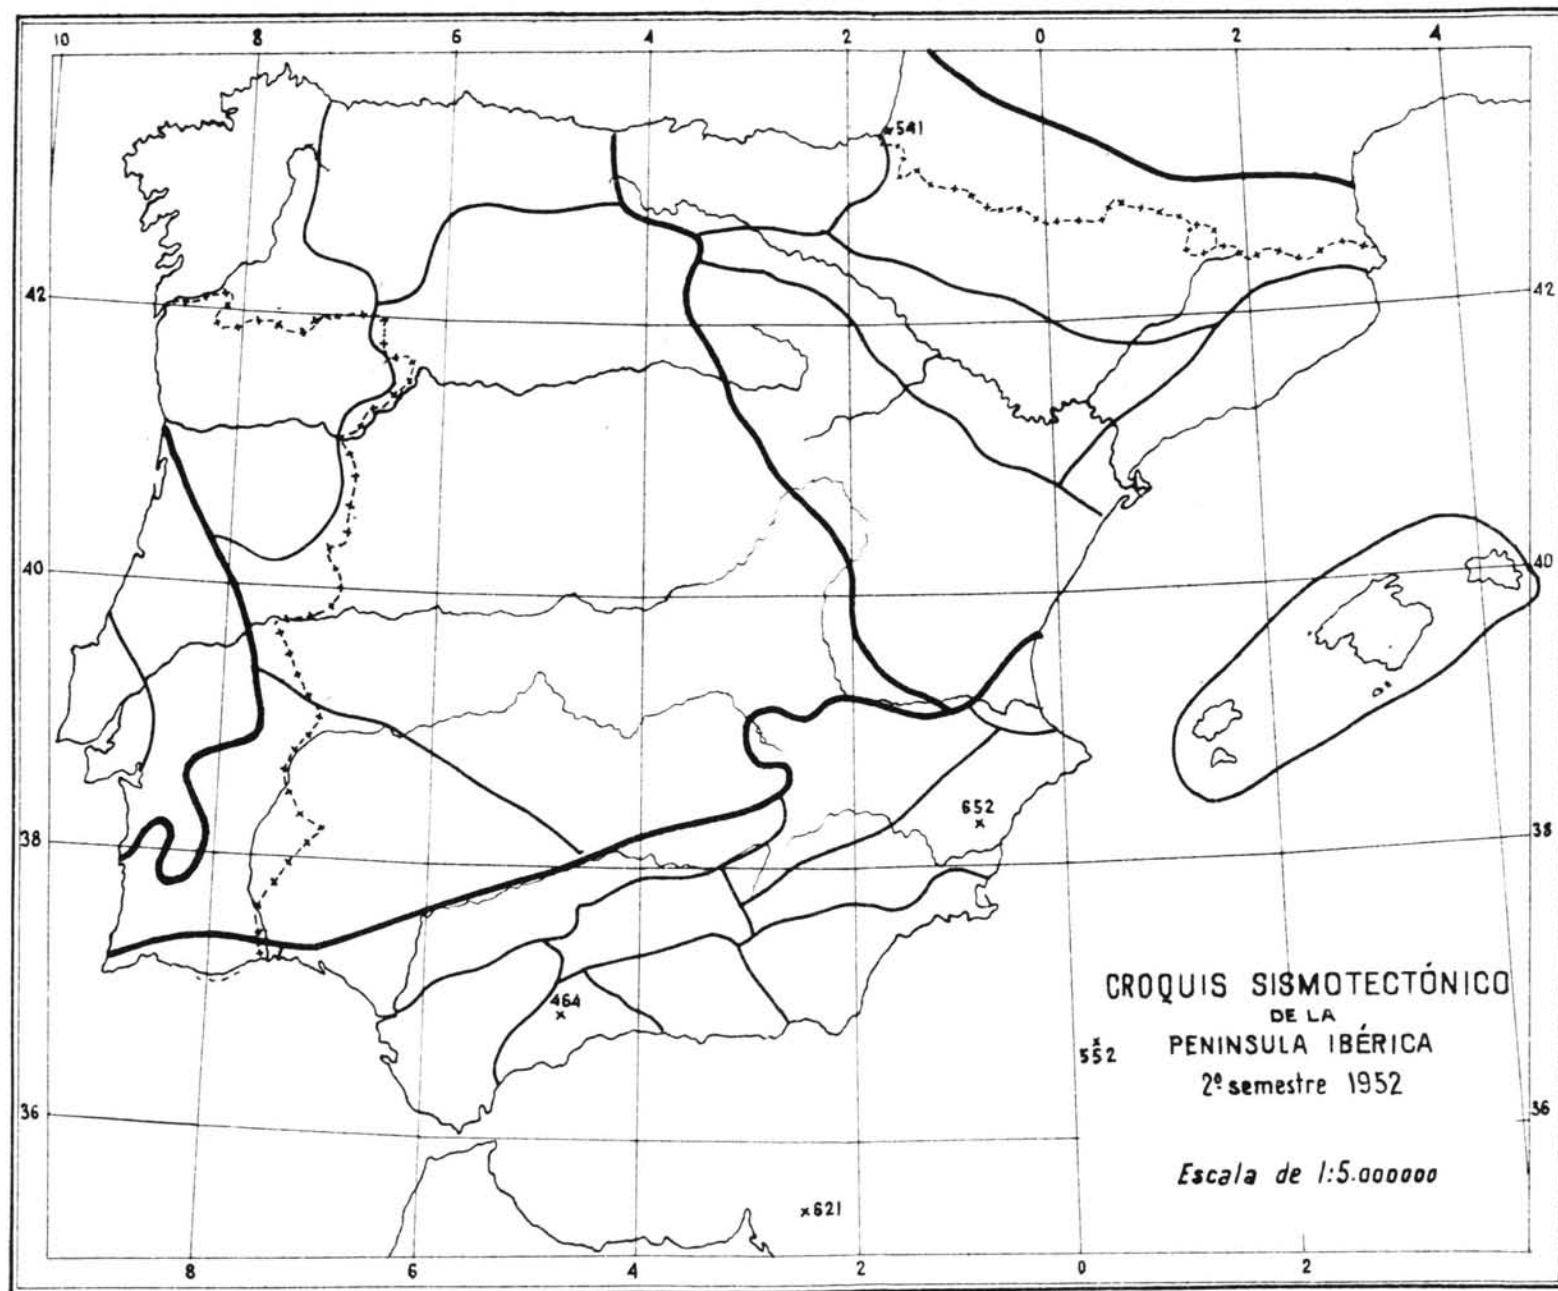 10 8 6 4 2 0 2 4
541
42 42
40 40
652
38 38
CROQUIS SISMOTECTÓNICO
DE LA
PENINSULA IBÉRICA
2º semestre 1952
464
552
36 36
Escala de 1:5.000000
621
8 6 4 2 0 2